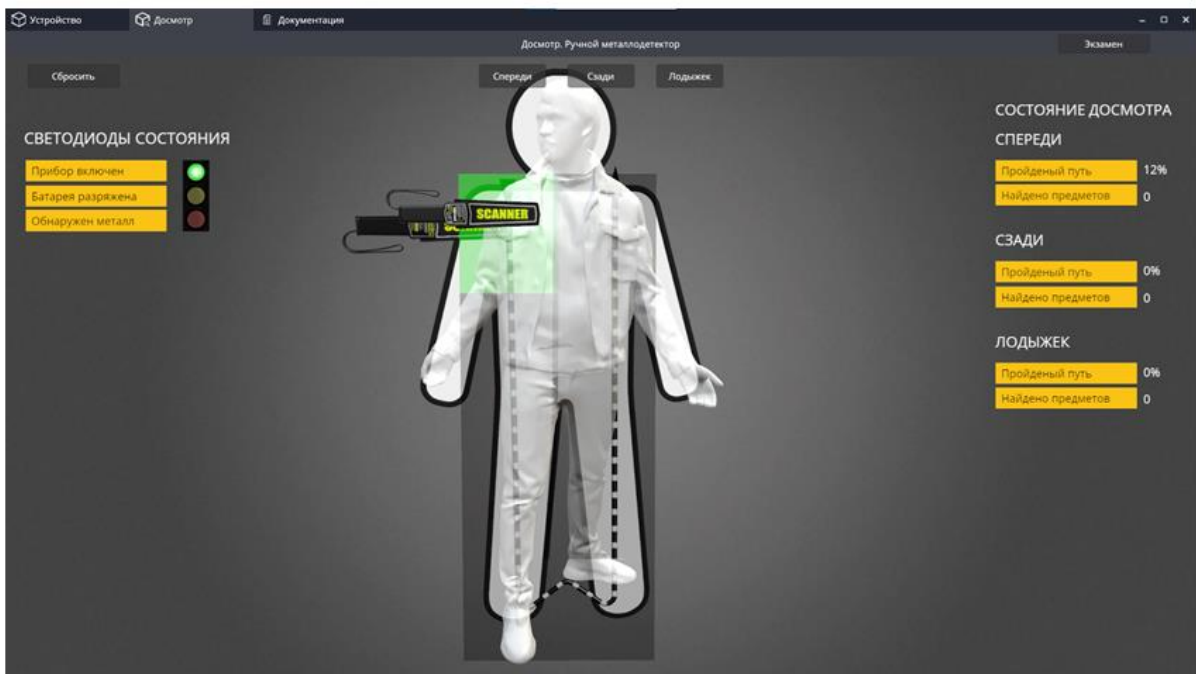 Устройство
Досмотр
Документация
Досмотр. Ручной металлодетектор
Экзамен
Сбросить
Спереди
Сзади
Лодыжек
СВЕТОДИОДЫ СОСТОЯНИЯ
Прибор включен
Батарея разряжена
Обнаружен металл
SCANNER
СОСТОЯНИЕ ДОСМОТРА
СПЕРЕДИ
Пройденый путь 12%
Найдено предметов 0
СЗАДИ
Пройденый путь 0%
Найдено предметов 0
ЛОДЫЖЕК
Пройденый путь 0%
Найдено предметов 0